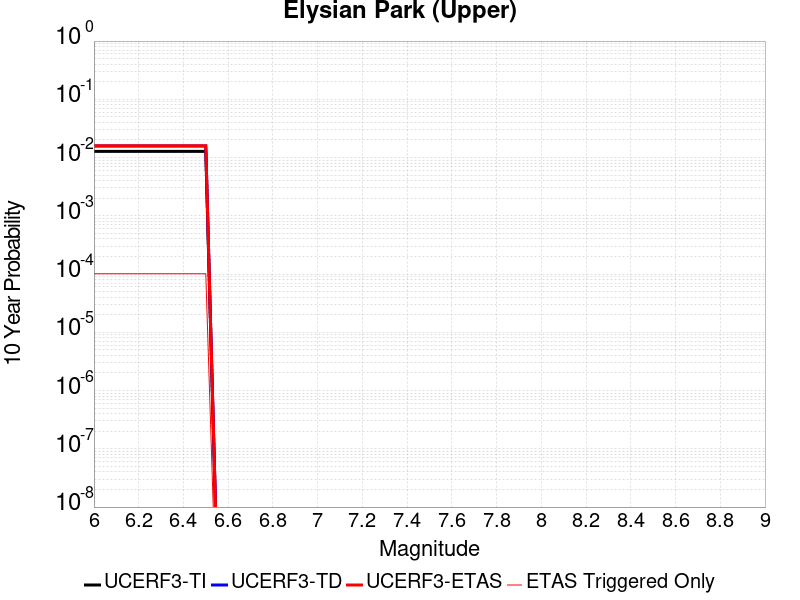 Elysian Park (Upper)
10^0
10^-1
10^-2
10^-3
10^-4
10^-5
10^-6
10^-7
10^-8
10 Year Probability
6 6.2 6.4 6.6 6.8 7 7.2 7.4 7.6 7.8 8 8.2 8.4 8.6 8.8 9
Magnitude
UCERF3-TI UCERF3-TD UCERF3-ETAS ETAS Triggered Only